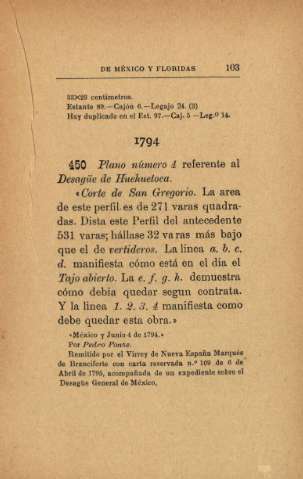 DE MÉXICO Y FLORIDAS 103
33×29 centímetros.
Estante 89.—Cajón 6.—Legajo 24. (3)
Hay duplicado en el Est. 97.—Caj. 5 —Leg.º 14.
1794
450 Plano número 4 referente al
Desagüe de Huehuetoca.
«Corte de San Gregorio. La area
de este perfil es de 271 varas quadra-
das. Dista este Perfil del antecedente
531 varas; hállase 32 varas más bajo
que el de vertideros. La linea a. b. c.
d. manifiesta cómo está en el dia el
Tajo abierto. La e. f. g. h. demuestra
cómo debia quedar segun contrata.
Y la linea 1. 2. 3. 4 manifiesta como
debe quedar esta obra.»
«México y Junio 4 de 1794.»
Por Pedro Ponse.
Remitido por el Virrey de Nueva España Marqués
de Branciforte con carta reservada n.º 109 de 6 de
Abril de 1795, acompañada de un expediente sobre el
Desagüe General de México.